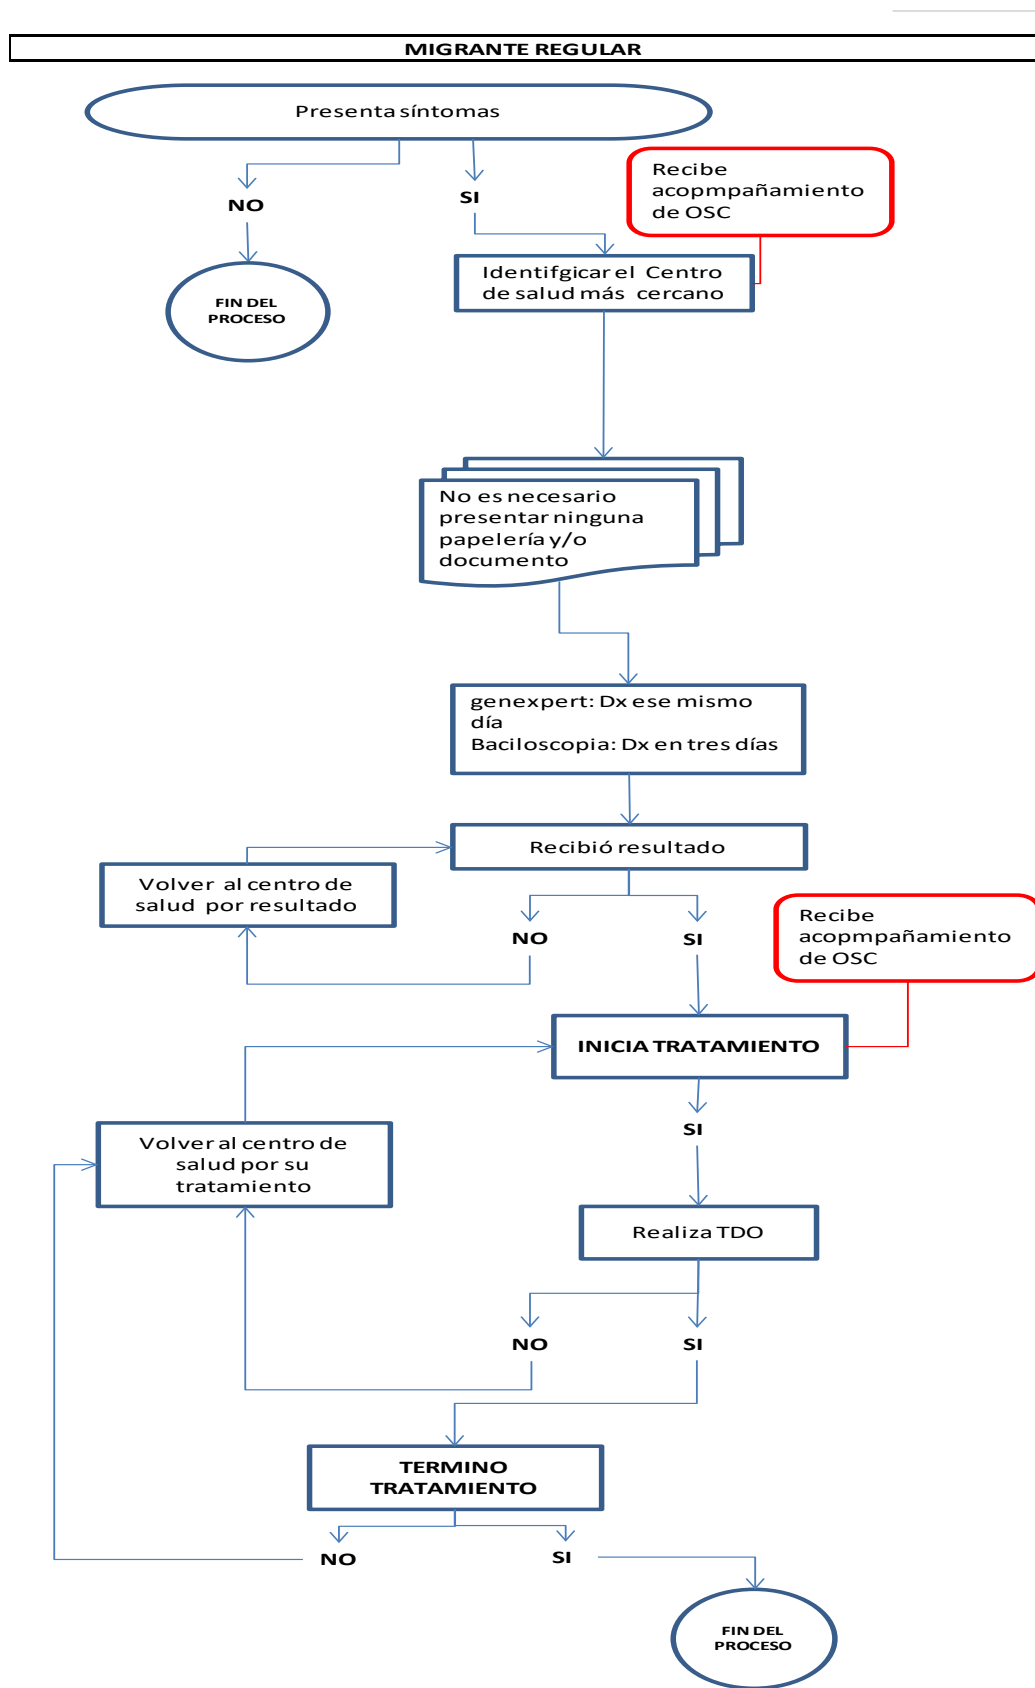 MIGRANTE REGULAR
Presenta síntomas
Recibe
acopmpañamiento
de OSC
NO
SI
Identifgicar el Centro
de salud más cercano
FIN DEL
PROCESO
No es necesario
presentar ninguna
papelería y/o
documento
genexpert: Dx ese mismo
día
Baciloscopia: Dx en tres días
Recibió resultado
Volver al centro de
salud por resultado
Recibe
acopmpañamiento
de OSC
NO
SI
INICIA TRATAMIENTO
SI
Volver al centro de
salud por su
tratamiento
Realiza TDO
NO
SI
TERMINO
TRATAMIENTO
NO
SI
FIN DEL
PROCESO